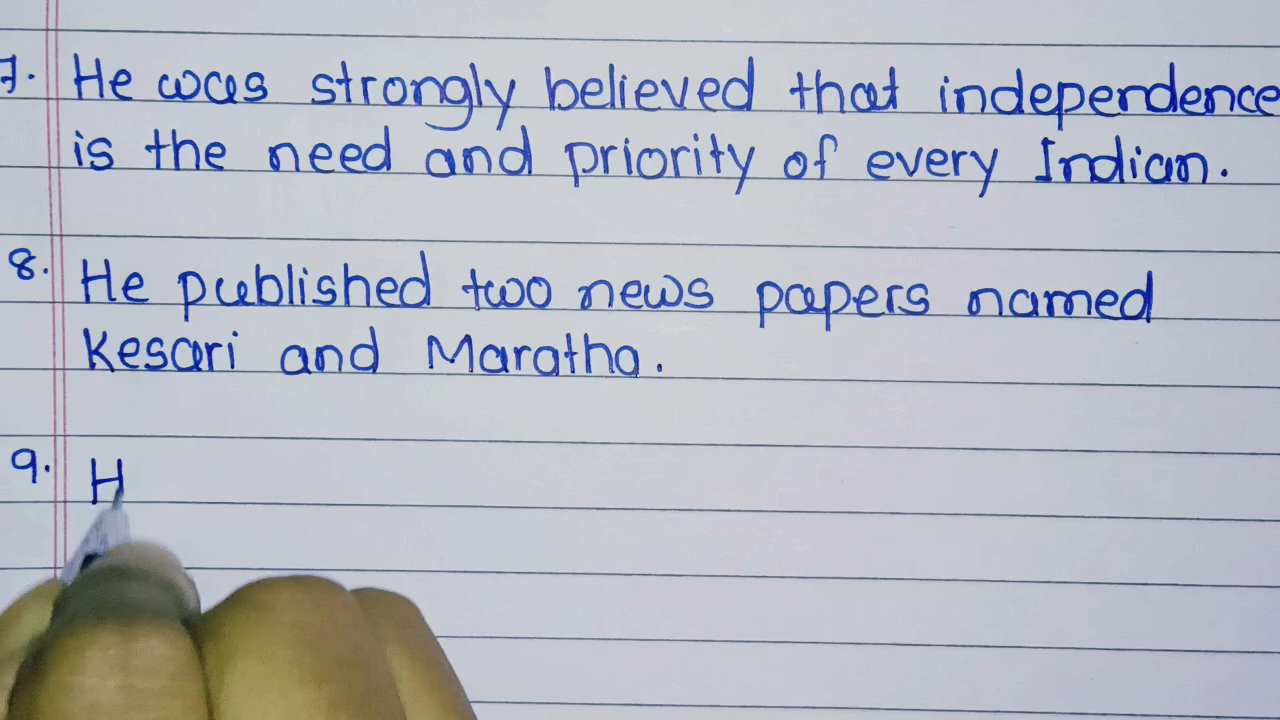 7. He was strongly believed that independence
is the need and priority of every Indian.
8. He published two news papers named
Kesari and Maratha.
9. H